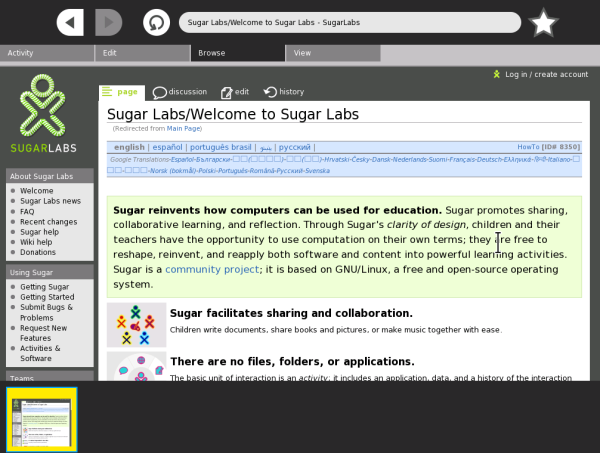 Sugar Labs/Welcome to Sugar Labs - SugarLabs
Activity
Edit
Browse
View
Log in / create account
page
discussion
edit
history
SUGARLABS
Sugar Labs/Welcome to Sugar Labs
(Redirected from Main Page)
english | español | português brasil | | русский |
HowTo [ID# 8350]
Google Translations-Español-Български-
-Hrvatski-Česky-Dansk-Nederlands-Suomi-Français-Deutsch-Ελληνικά-
-Italiano-
-Norsk (bokmål)-Polski-Português-Română-Русский-Svenska
About Sugar Labs
Welcome
Sugar Labs news
FAQ
Recent changes
Sugar help
Wiki help
Donations
Using Sugar
Getting Sugar
Getting Started
Submit Bugs &
Problems
Request New
Features
Activities &
Software
Teams
Sugar reinvents how computers can be used for education. Sugar promotes sharing,
collaborative learning, and reflection. Through Sugar's clarity of design, children and their
teachers have the opportunity to use computation on their own terms; they are free to
reshape, reinvent, and reapply both software and content into powerful learning activities.
Sugar is a community project; it is based on GNU/Linux, a free and open-source operating
system.
Sugar facilitates sharing and collaboration.
Children write documents, share books and pictures, or make music together with ease.
There are no files, folders, or applications.
The basic unit of interaction is an activity; it includes an application, data, and a history of the interaction